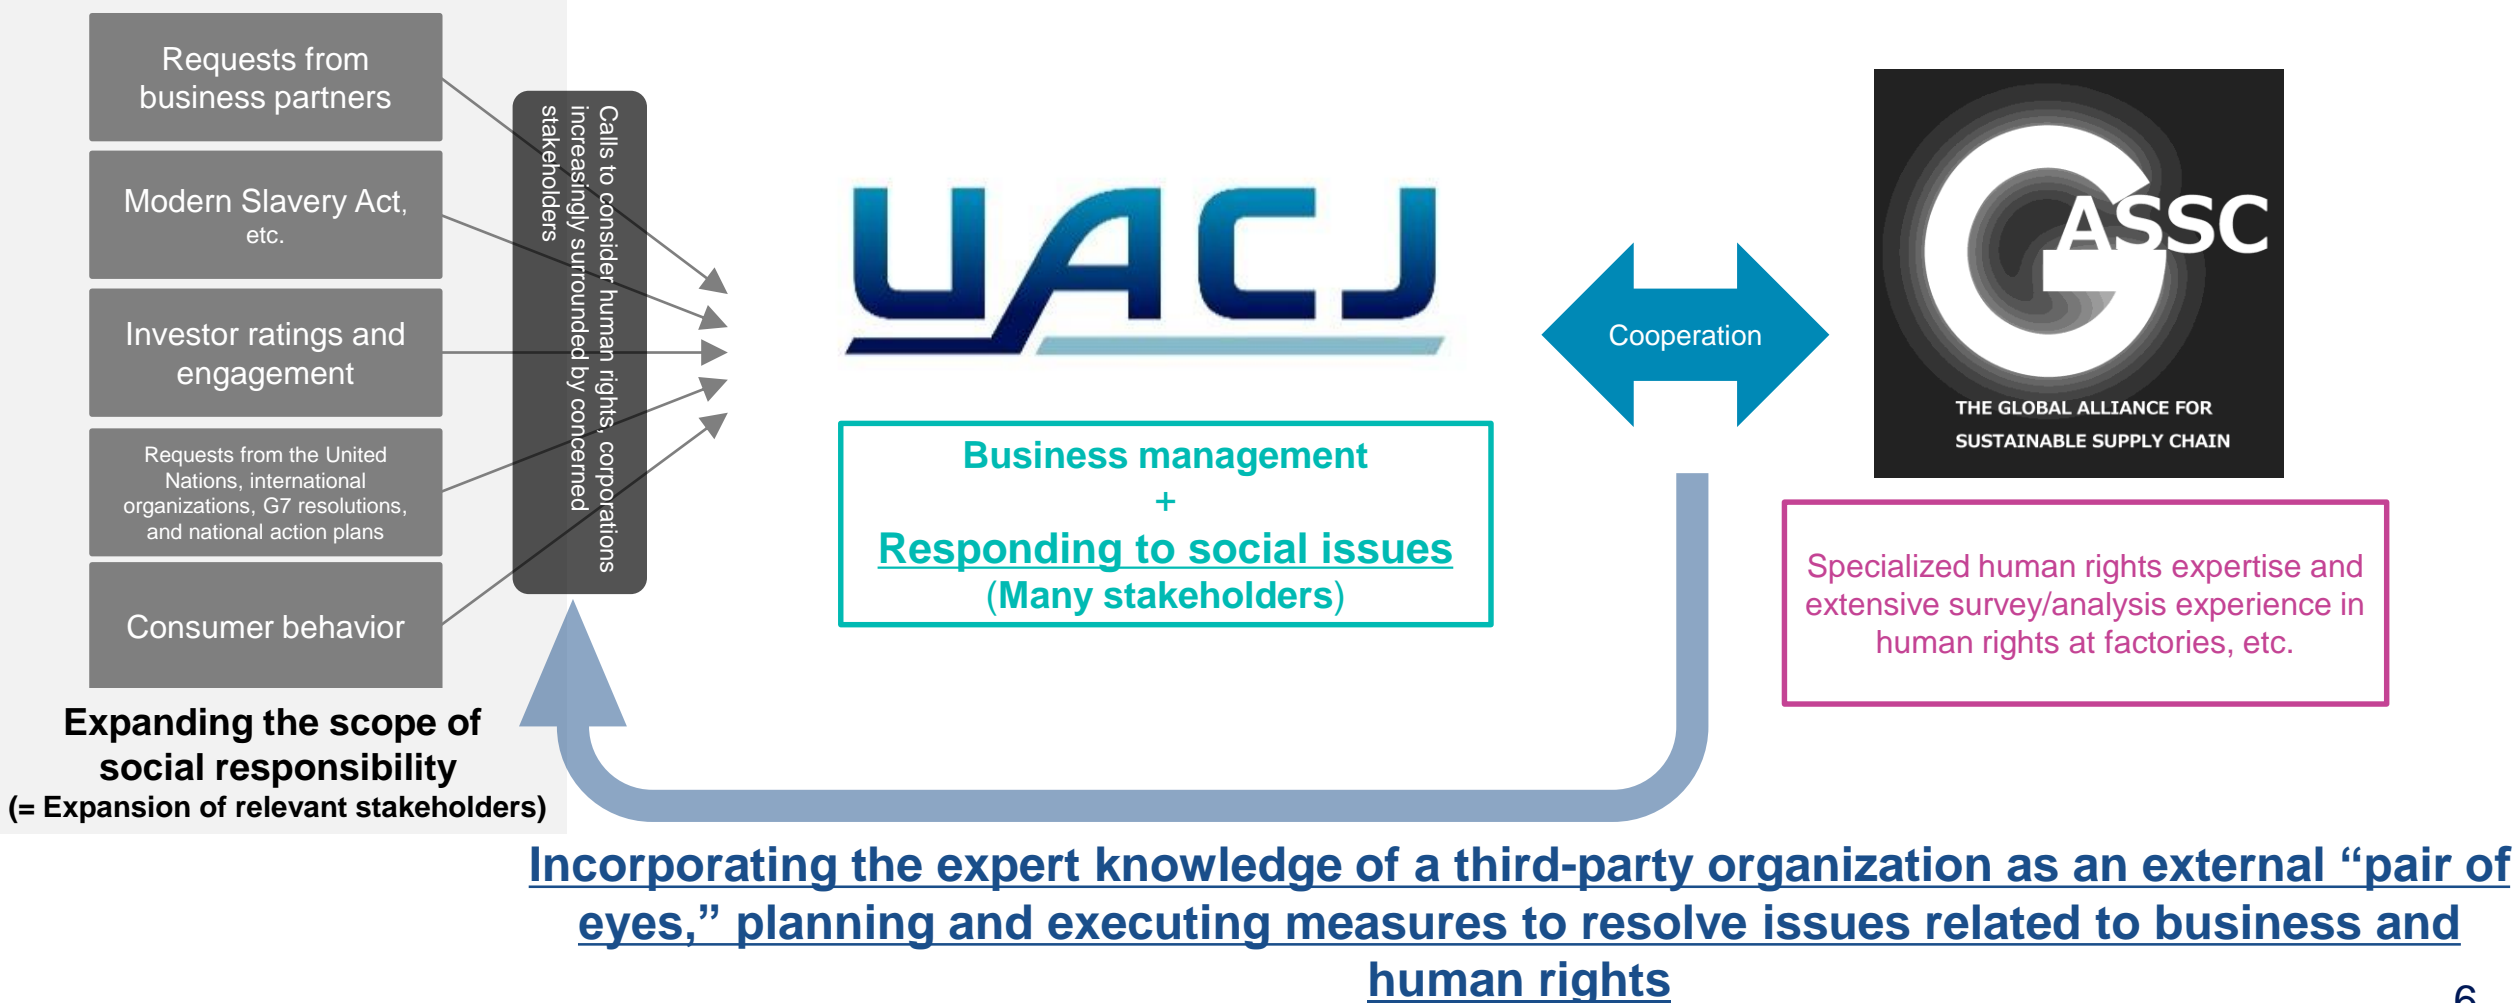 Requests from
business partners
Modern Slavery Act,
etc.
Investor ratings and
engagement
Requests from the United
Nations, international
organizations, G7 resolutions,
and national action plans
Consumer behavior
Expanding the scope of
social responsibility
(= Expansion of relevant stakeholders)
Calls to consider human rights, corporations
increasingly surrounded by concerned
stakeholders
UACJ
Business management
+
Responding to social issues
(Many stakeholders)
Cooperation
GASSC
THE GLOBAL ALLIANCE FOR
SUSTAINABLE SUPPLY CHAIN
Specialized human rights expertise and
extensive survey/analysis experience in
human rights at factories, etc.
Incorporating the expert knowledge of a third-party organization as an external “pair of
eyes,” planning and executing measures to resolve issues related to business and
human rights
6